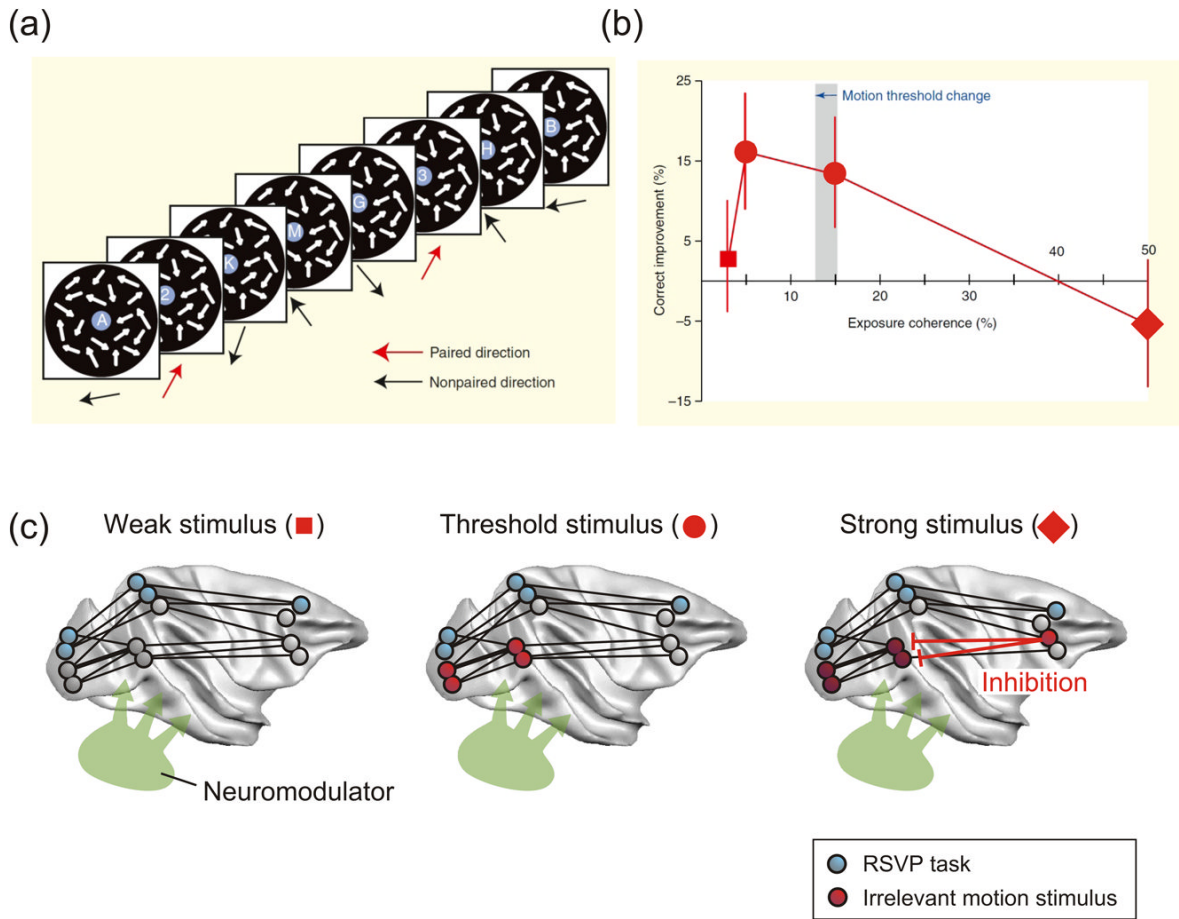 (a)
A
2
K
M
G
3
H
B
Paired direction
Nonpaired direction
(b)
25
15
5
−5
−15
Correct improvement (%)
Motion threshold change
10
20
30
40
50
Exposure coherence (%)
(c)
Weak stimulus (■)
Threshold stimulus (●)
Strong stimulus (◆)
Inhibition
Neuromodulator
RSVP task
Irrelevant motion stimulus